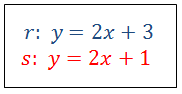 r: y = 2x + 3
s: y = 2x + 1